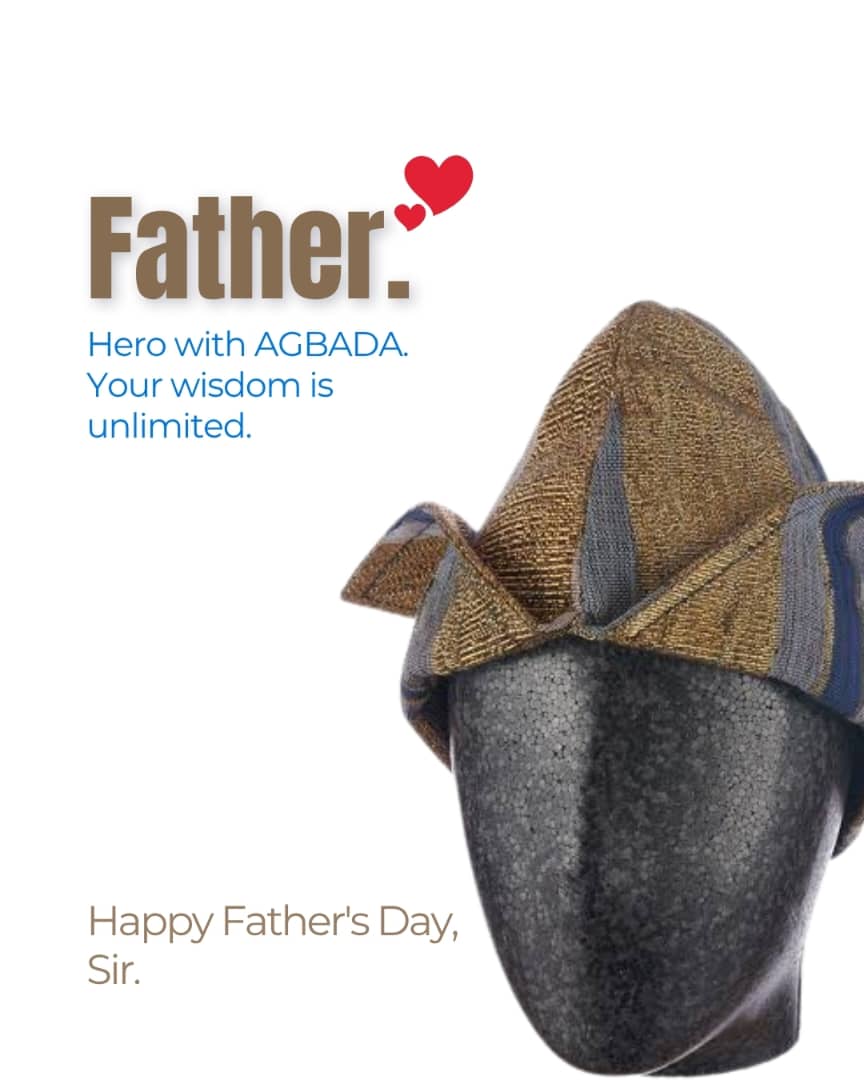 Father.
Hero with AGBADA.
Your wisdom is
unlimited.
Happy Father's Day,
Sir.